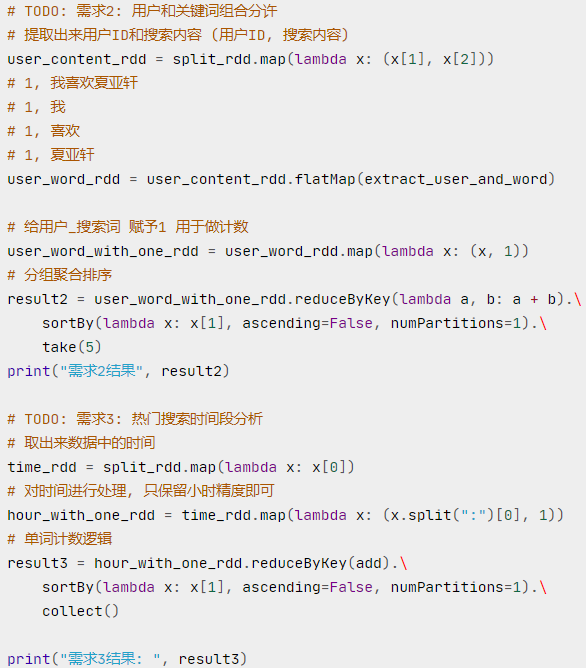 # TODO: 需求2: 用户和关键词组合分许
# 提取出来用户ID和搜索内容 (用户ID, 搜索内容)
user_content_rdd = split_rdd.map(lambda x: (x[1], x[2]))
# 1, 我喜欢夏亚轩
# 1, 我
# 1, 喜欢
# 1, 夏亚轩
user_word_rdd = user_content_rdd.flatMap(extract_user_and_word)
# 给用户_搜索词 赋予1 用于做计数
user_word_with_one_rdd = user_word_rdd.map(lambda x: (x, 1))
# 分组聚合排序
result2 = user_word_with_one_rdd.reduceByKey(lambda a, b: a + b).\
sortBy(lambda x: x[1], ascending=False, numPartitions=1).\
take(5)
print("需求2结果", result2)
# TODO: 需求3: 热门搜索时间段分析
# 取出来数据中的时间
time_rdd = split_rdd.map(lambda x: x[0])
# 对时间进行处理, 只保留小时精度即可
hour_with_one_rdd = time_rdd.map(lambda x: (x.split(":")[0], 1))
# 单词计数逻辑
result3 = hour_with_one_rdd.reduceByKey(add).\
sortBy(lambda x: x[1], ascending=False, numPartitions=1).\
collect()
print("需求3结果: ", result3)